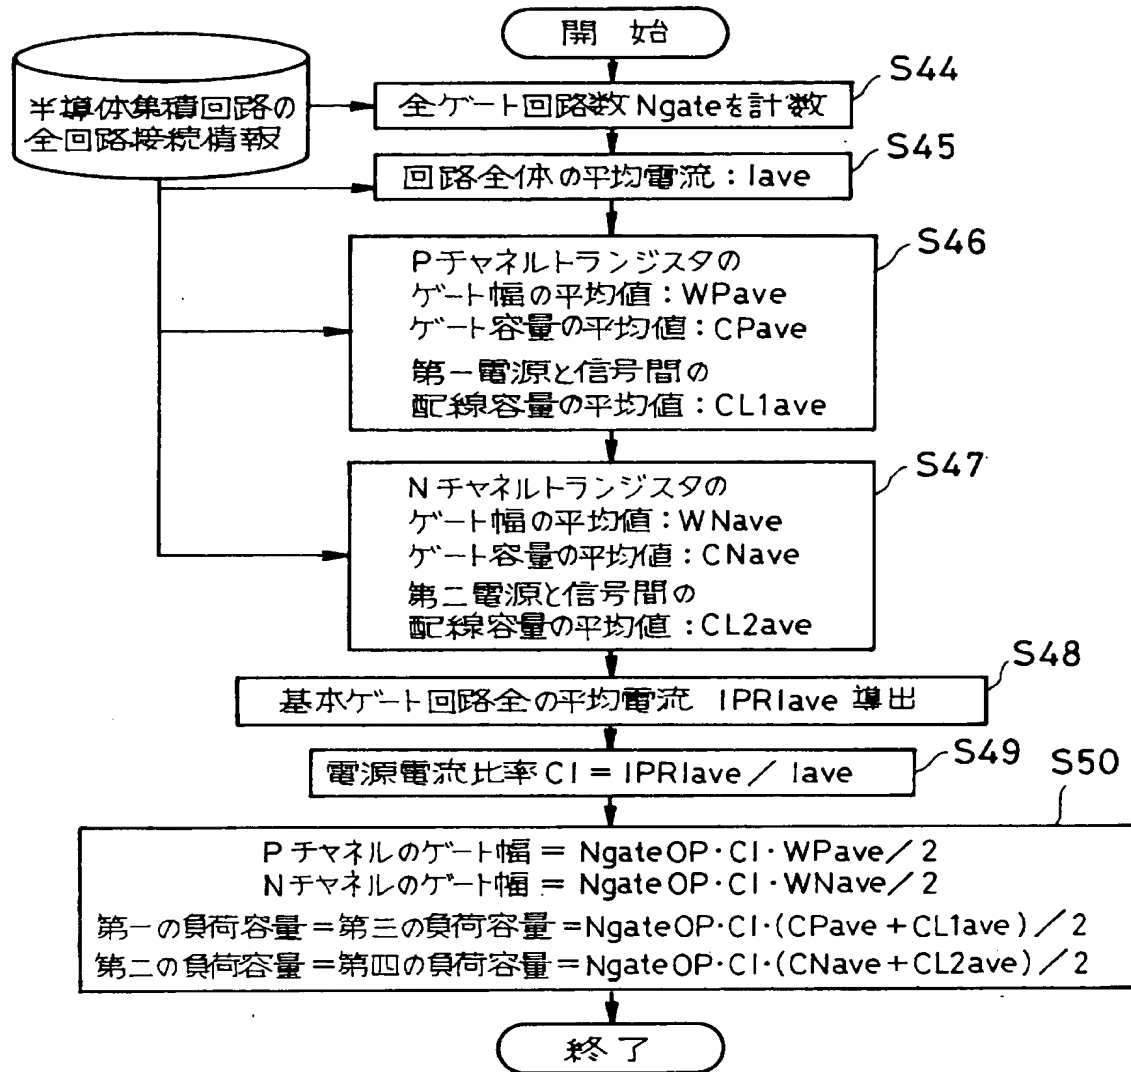 開 始
半導体集積回路の
全回路接続情報
全ゲート回路数 Ngateを計数
S44
回路全体の平均電流：Iave
S45
Pチャネルトランジスタの
ゲート幅の平均値：WPave
ゲート容量の平均値：CPave
第一電源と信号間の
配線容量の平均値：CL1ave
S46
Nチャネルトランジスタの
ゲート幅の平均値：WNave
ゲート容量の平均値：CNave
第二電源と信号間の
配線容量の平均値：CL2ave
S47
基本ゲート回路全の平均電流 IPRIave 導出
S48
電源電流比率CI＝IPRIave／Iave
S49
S50
Pチャネルのゲート幅＝NgateOP・CI・WPave／2
Nチャネルのゲート幅＝NgateOP・CI・WNave／2
第一の負荷容量＝第三の負荷容量＝NgateOP・CI・(CPave＋CL1ave)／2
第二の負荷容量＝第四の負荷容量＝NgateOP・CI・(CNave＋CL2ave)／2
終 了